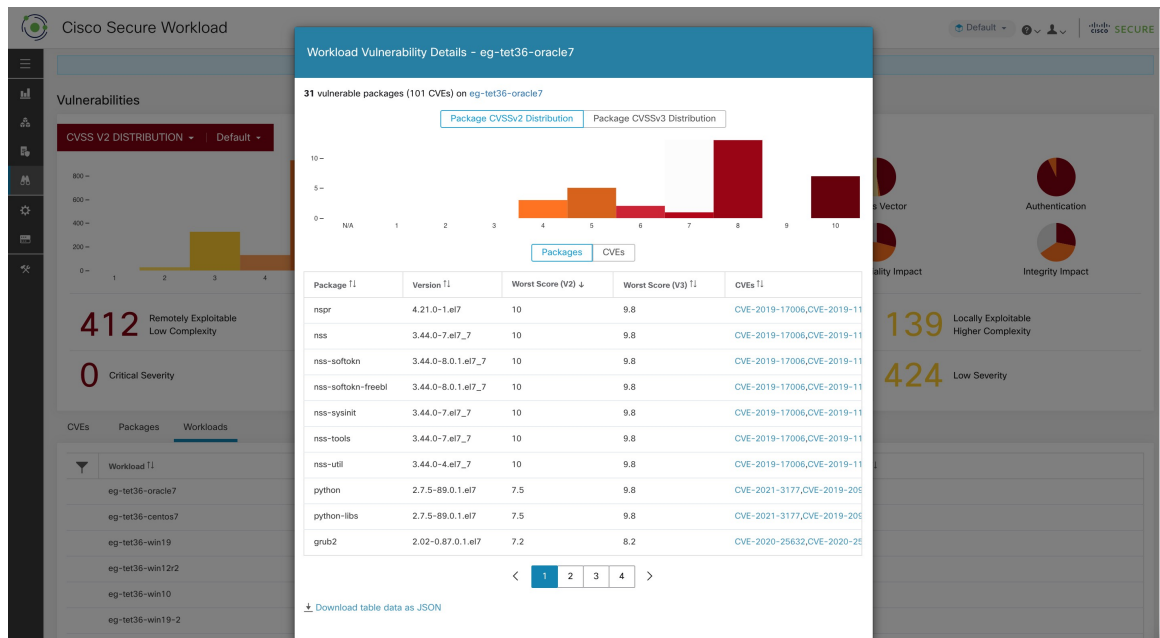 Cisco Secure Workload
Default
CISCO SECURE
Workload Vulnerability Details - eg-tet36-oracle7
31 vulnerable packages (101 CVEs) on eg-tet36-oracle7
Package CVSSv2 Distribution Package CVSSv3 Distribution
10
5
0
N/A 1 2 3 4 5 6 7 8 9 10
Packages CVEs
Package Version Worst Score (V2) ↓ Worst Score (V3) CVEs
nspr 4.21.0-1.el7 10 9.8 CVE-2019-17006,CVE-2019-11
nss 3.44.0-7.el7_7 10 9.8 CVE-2019-17006,CVE-2019-11
nss-softokn 3.44.0-8.0.1.el7_7 10 9.8 CVE-2019-17006,CVE-2019-11
nss-softokn-freebl 3.44.0-8.0.1.el7_7 10 9.8 CVE-2019-17006,CVE-2019-11
nss-sysinit 3.44.0-7.el7_7 10 9.8 CVE-2019-17006,CVE-2019-11
nss-tools 3.44.0-7.el7_7 10 9.8 CVE-2019-17006,CVE-2019-11
nss-util 3.44.0-4.el7_7 10 9.8 CVE-2019-17006,CVE-2019-11
python 2.7.5-89.0.1.el7 7.5 9.8 CVE-2021-3177,CVE-2019-209
python-libs 2.7.5-89.0.1.el7 7.5 9.8 CVE-2021-3177,CVE-2019-209
grub2 2.02-0.87.0.1.el7 7.2 8.2 CVE-2020-25632,CVE-2020-25
< 1 2 3 4 >
Download table data as JSON
Vulnerabilities
CVSS V2 DISTRIBUTION Default
800
600
400
200
0
1 2 3 4
s Vector
Authentication
ality Impact
Integrity Impact
412 Remotely Exploitable
Low Complexity
139 Locally Exploitable
Higher Complexity
0 Critical Severity
424 Low Severity
CVEs Packages Workloads
Workload
eg-tet36-oracle7
eg-tet36-centos7
eg-tet36-win19
eg-tet36-win12r2
eg-tet36-win10
eg-tet36-win19-2